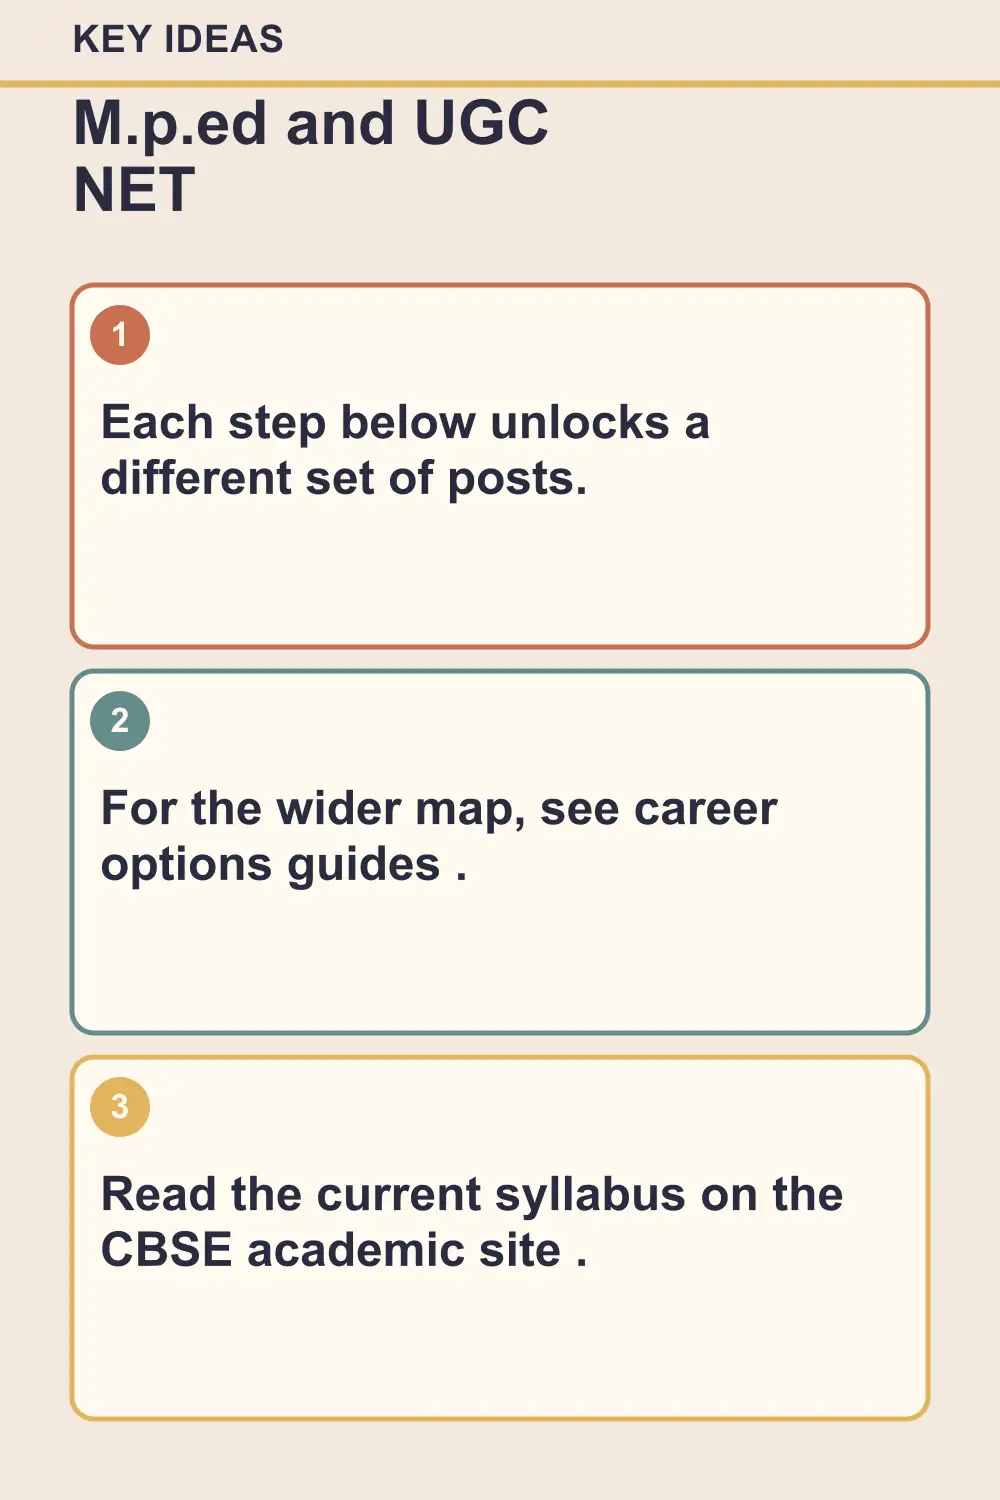 KEY IDEAS
M.p.ed and UGC
NET
1
Each step below unlocks a
different set of posts.
2
For the wider map, see career
options guides .
3
Read the current syllabus on the
CBSE academic site .